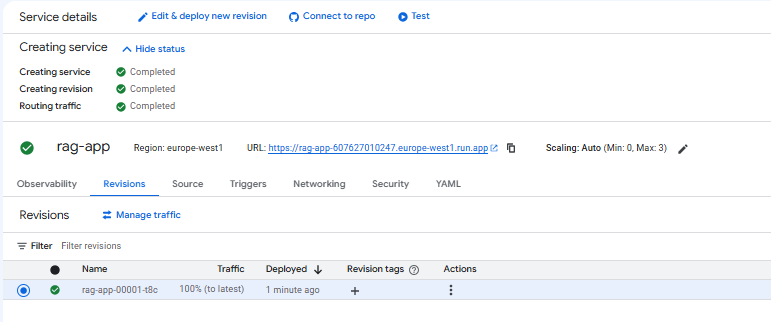 Service details Edit & deploy new revision Connect to repo Test
Creating service Hide status
Creating service Completed
Creating revision Completed
Routing traffic Completed
rag-app Region: europe-west1 URL: https://rag-app-607627010247.europe-west1.run.app Scaling: Auto (Min: 0, Max: 3)
Observability Revisions Source Triggers Networking Security YAML
Revisions Manage traffic
Filter Filter revisions
Name Traffic Deployed Revision tags Actions
rag-app-00001-t8c 100% (to latest) 1 minute ago